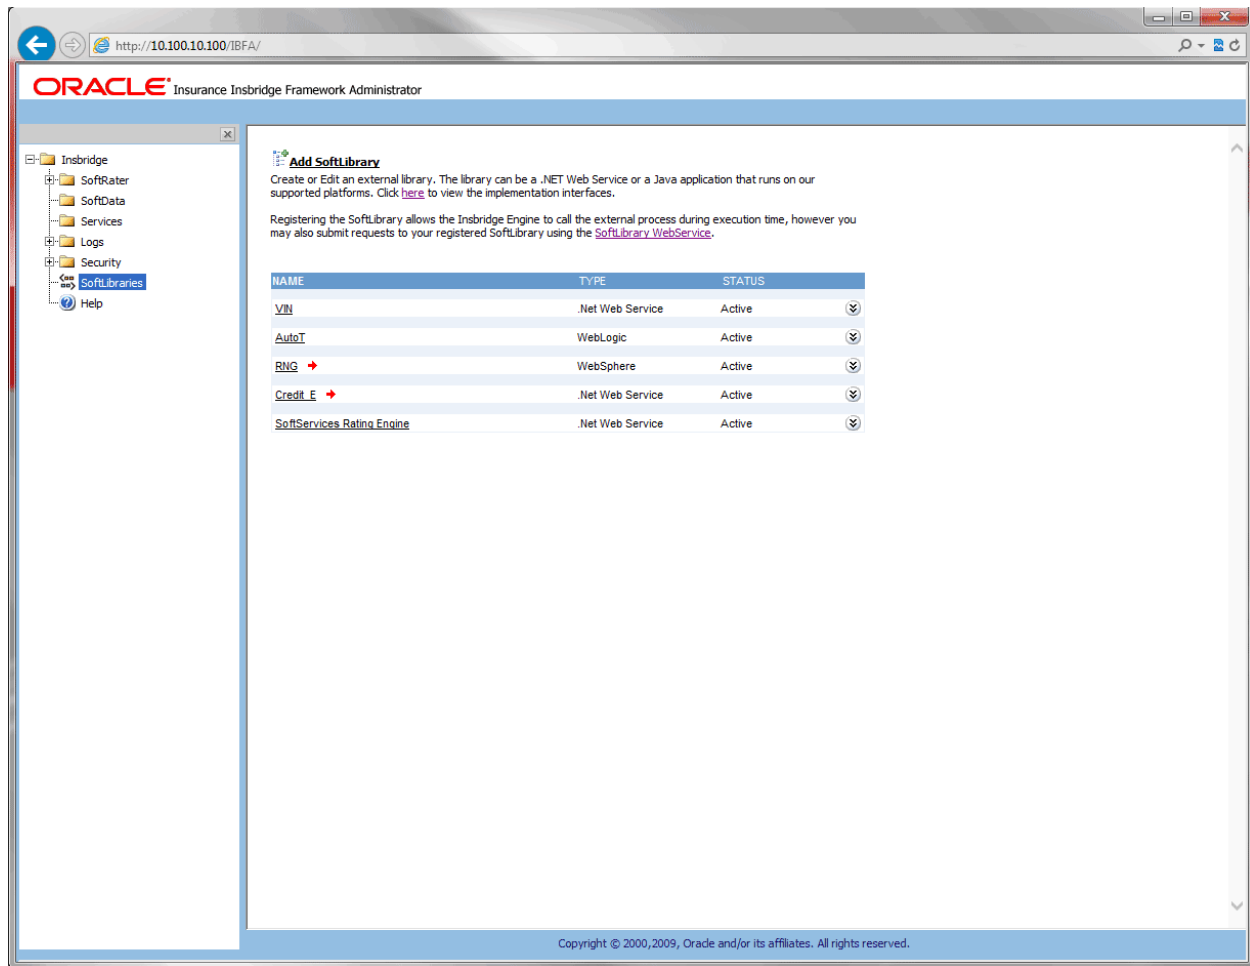 http://10.100.10.100/IBFA/
ORACLE Insurance Insbridge Framework Administrator
Insbridge
SoftRater
SoftData
Services
Logs
Security
SoftLibraries
Help
Add SoftLibrary
Create or Edit an external library. The library can be a .NET Web Service or a Java application that runs on our
supported platforms. Click here to view the implementation interfaces.
Registering the SoftLibrary allows the Insbridge Engine to call the external process during execution time, however you
may also submit requests to your registered SoftLibrary using the SoftLibrary WebService.
NAME TYPE STATUS
VIN .Net Web Service Active
AutoT WebLogic Active
RNG WebSphere Active
Credit_E .Net Web Service Active
SoftServices Rating Engine .Net Web Service Active
Copyright © 2000,2009, Oracle and/or its affiliates. All rights reserved.